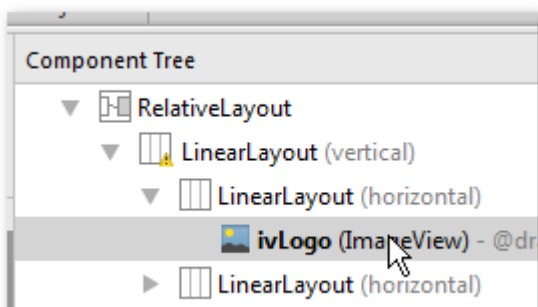 Component Tree
RelativeLayout
LinearLayout (vertical)
LinearLayout (horizontal)
ivLogo (ImageView) - @dr
LinearLayout (horizontal)